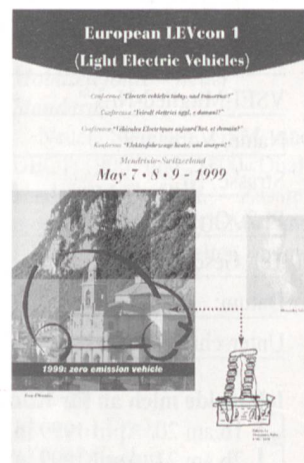 European LEVcon 1
(Light Electric Vehicles)
Conference "Electric vehicles today, and tomorrow?"
Conferenza "Veicoli elettrici oggi, e domani?"
Conférence "Véhicules Electriques aujourd'hui, et demain?"
Konferenz "Elektrofahrzeuge heute, und morgen?"
Mendrisio-Switzerland
May 7 • 8 • 9 - 1999
1999: zero emission vehicle